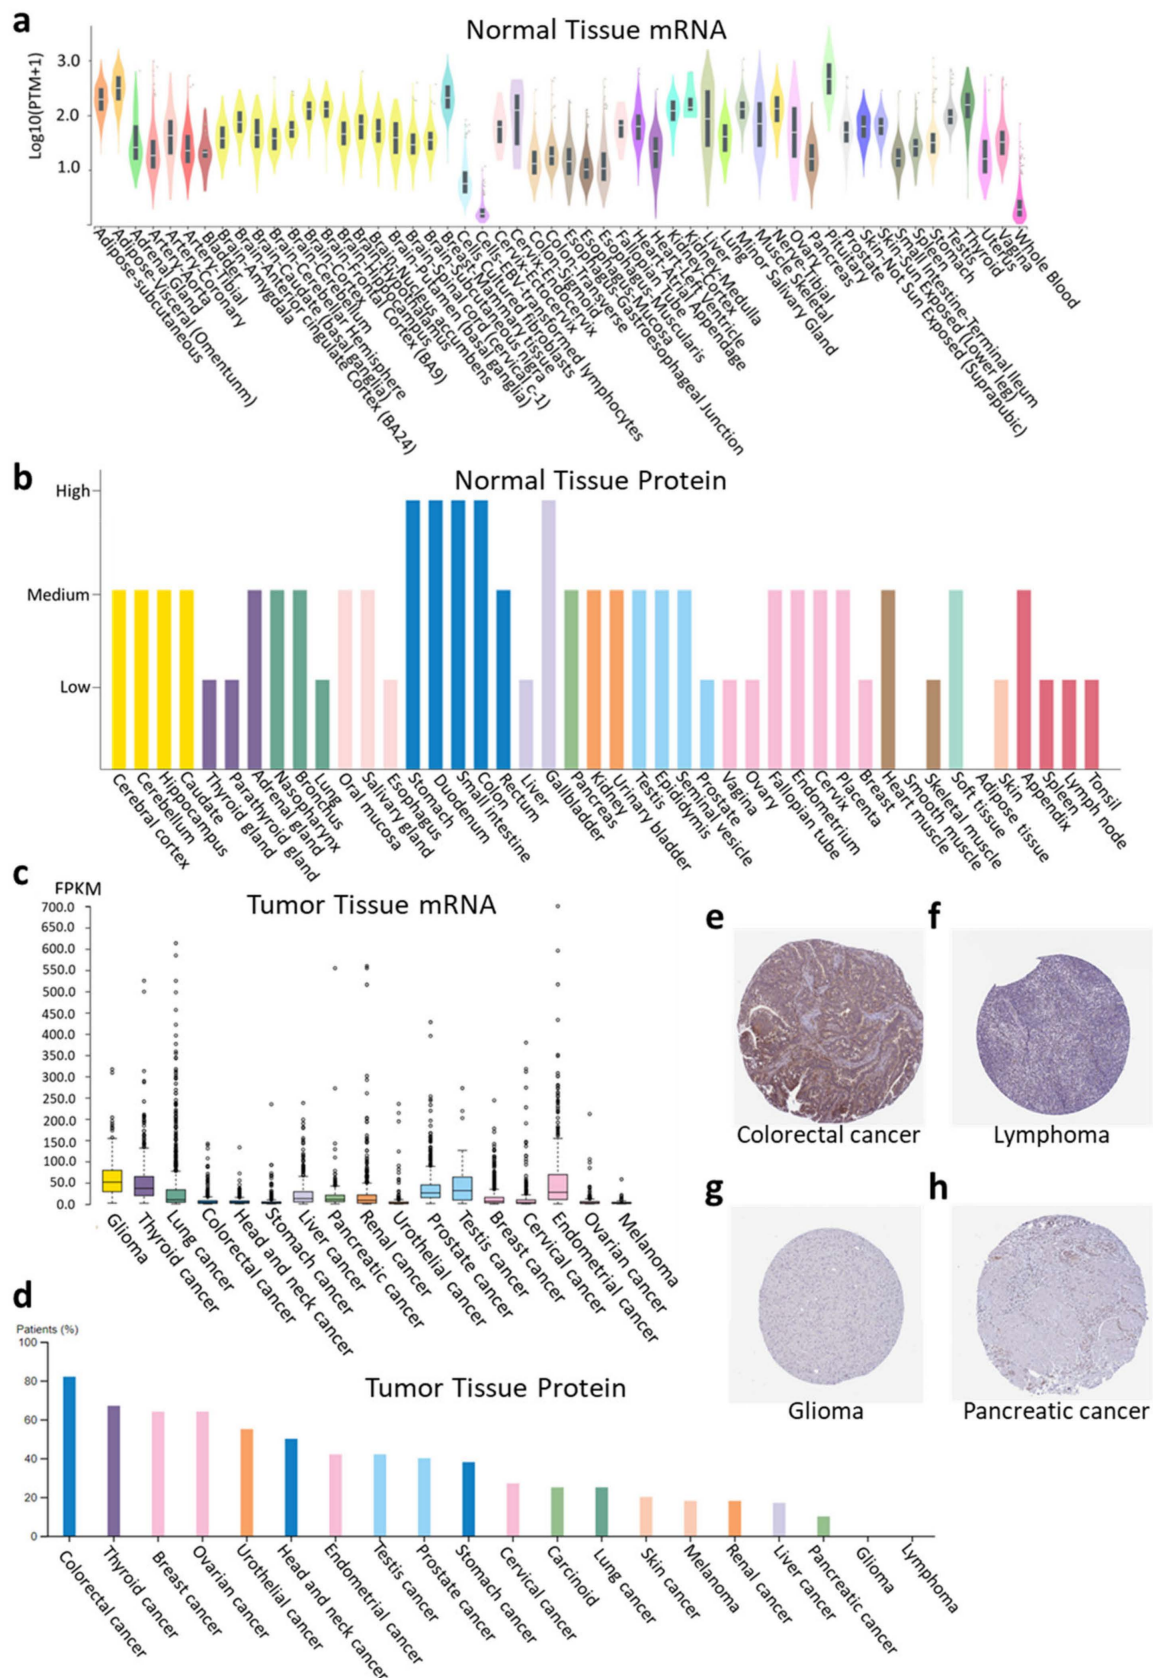 a
Normal Tissue mRNA
Log10(PTM+1)
3.0
2.0
1.0
Adipose-subcutaneous
Adipose-Visceral (Omentunm)
Adrenal Gland
Artery-Aorta
Artery-Coronary
Artery-Tibial
Bladder
Brain-Amygdala
Brain-Anterior cingulate Cortex (BA24)
Brain-Caudate (basal ganglia)
Brain-Cerebellar Hemisphere
Brain-Cerebellum
Brain-Cortex
Brain-Frontal Cortex (BA9)
Brain-Hippocampus
Brain-Hypothalamus
Brain-Nucleus accumbens
Brain-Putamen (basal ganglia)
Brain-Spinal cord (cervical c-1)
Brain-Subcutaneous nigra
Breast-Mammary tissue
Cells Cultured fibroblasts
Cells-EBV-transformed lymphocytes
Cervix-Ectocervix
Cervix-Endocervix
Colon-Sigmoid
Colon-Transverse
Esophagus-Gastroesophageal Junction
Esophagus-Mucosa
Esophagus-Muscularis
Fallopian Tube
Heart-Atrial Appendage
Heart-Left Ventricle
Kidney-Cortex
Kidney-Medulla
Liver
Lung
Minor Salivary Gland
Muscle Skeletal
Nerve-Tibial
Ovary
Pancreas
Pituitary
Prostate
Skin-Not Sun Exposed (Suprapubic)
Skin-Sun Exposed (Lower leg)
Small Intestine-Terminal Ileum
Spleen
Stomach
Testis
Thyroid
Uterus
Vagina
Whole Blood
b
Normal Tissue Protein
High
Medium
Low
Cerebral cortex
Cerebellum
Hippocampus
Caudate
Thyroid gland
Parathyroid gland
Adrenal gland
Nasopharynx
Bronchus
Lung
Oral mucosa
Salivary gland
Esophagus
Stomach
Duodenum
Small intestine
Colon
Rectum
Liver
Gallbladder
Pancreas
Kidney
Urinary bladder
Testis
Epididymis
Seminal vesicle
Prostate
Vagina
Ovary
Fallopian tube
Endometrium
Cervix
Placenta
Breast
Heart muscle
Smooth muscle
Skeletal muscle
Soft tissue
Adipose tissue
Skin
Appendix
Spleen
Lymph node
Tonsil
c
FPKM
Tumor Tissue mRNA
700.0
650.0
600.0
550.0
500.0
450.0
400.0
350.0
300.0
250.0
200.0
150.0
100.0
50.0
0.0
Glioma
Thyroid cancer
Lung cancer
Colorectal cancer
Head and neck cancer
Stomach cancer
Liver cancer
Pancreatic cancer
Renal cancer
Urothelial cancer
Prostate cancer
Testis cancer
Breast cancer
Cervical cancer
Endometrial cancer
Ovarian cancer
Melanoma
d
Patients (%)
Tumor Tissue Protein
100
80
60
40
20
0
Colorectal cancer
Thyroid cancer
Breast cancer
Ovarian cancer
Urothelial cancer
Head and neck cancer
Endometrial cancer
Testis cancer
Prostate cancer
Stomach cancer
Cervical cancer
Carcinoid
Lung cancer
Skin cancer
Melanoma
Renal cancer
Liver cancer
Pancreatic cancer
Glioma
Lymphoma
e
Colorectal cancer
f
Lymphoma
g
Glioma
h
Pancreatic cancer